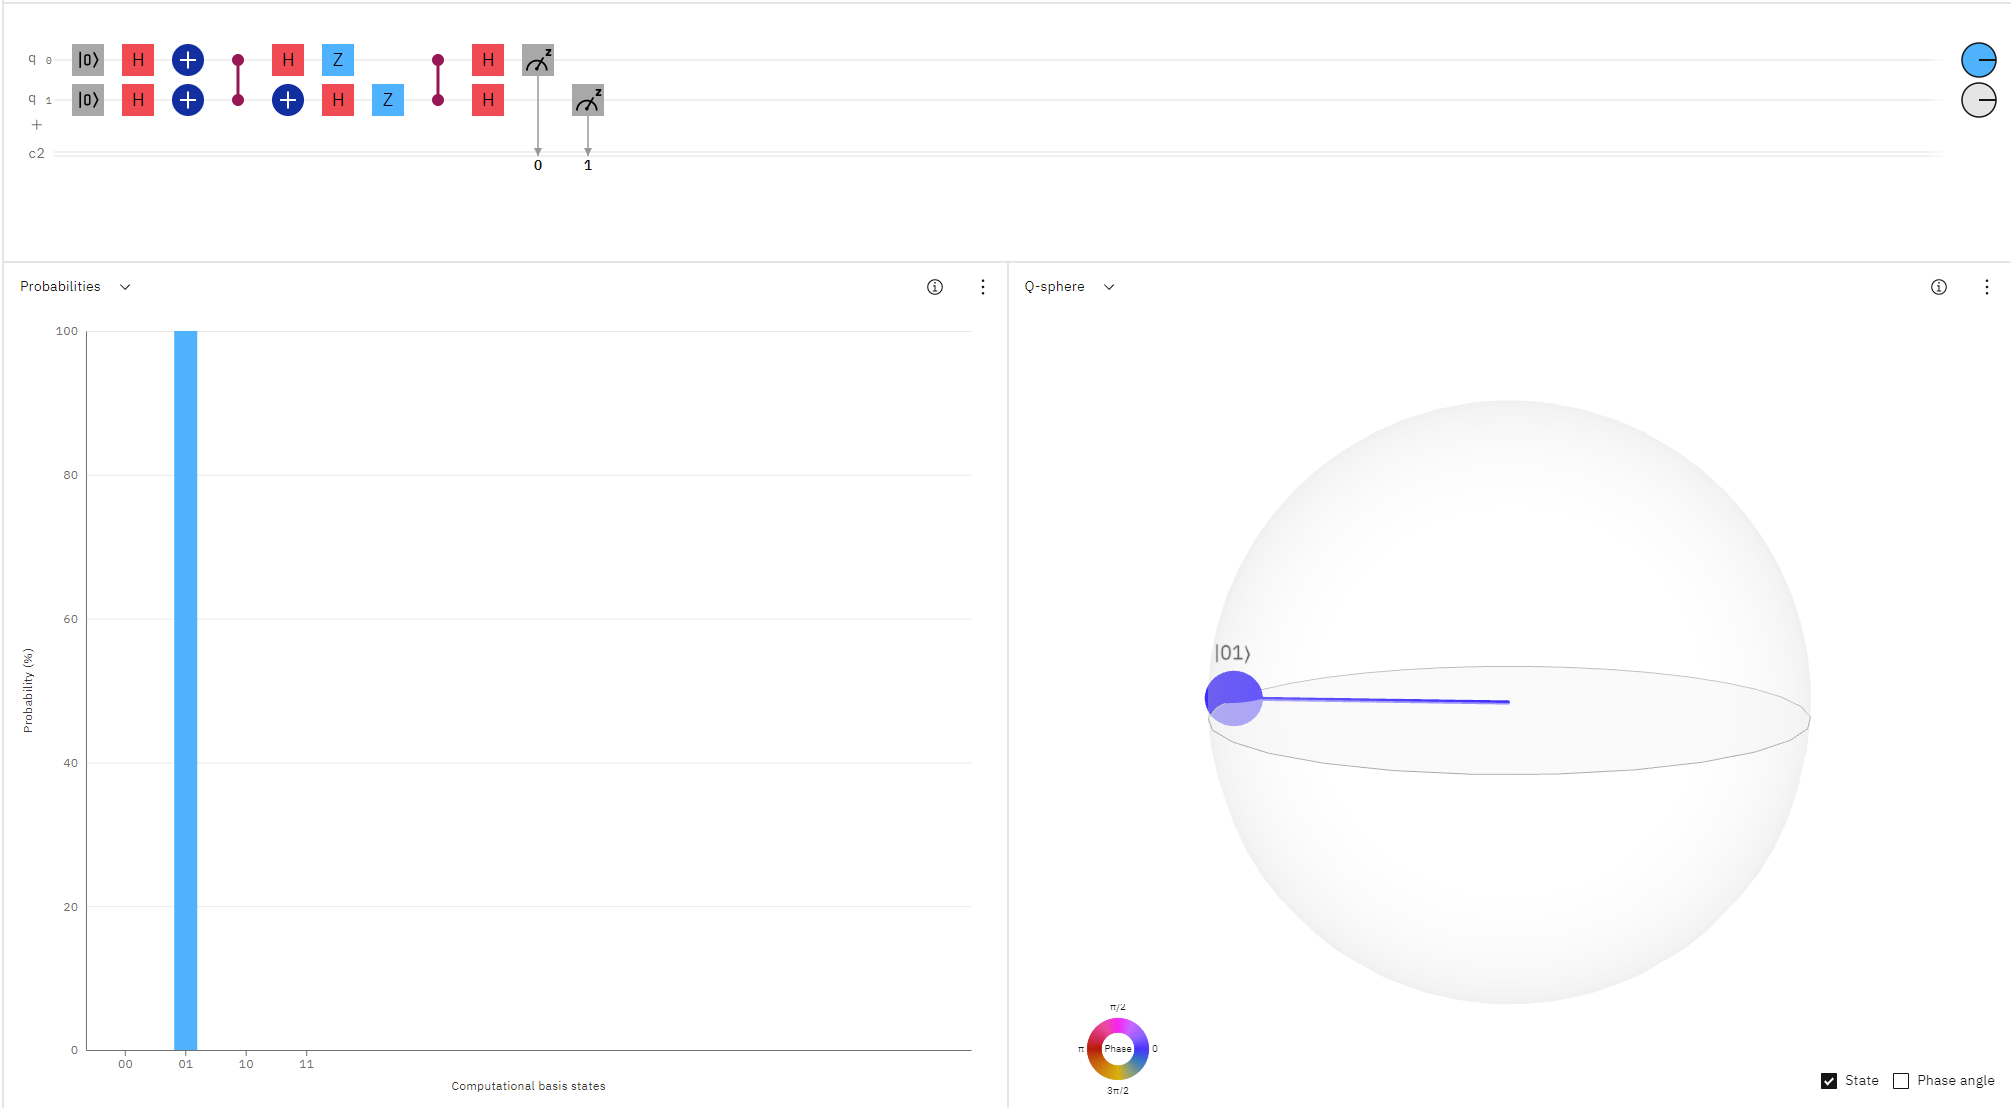 q 0 |0⟩ H H Z H z
q 1 |0⟩ H H Z H z
+
c2
0 1
Probabilities
Q-sphere
100
80
60
40
20
0
Probability (%)
00 01 10 11
Computational basis states
|01⟩
π/2
π Phase 0
3π/2
State Phase angle